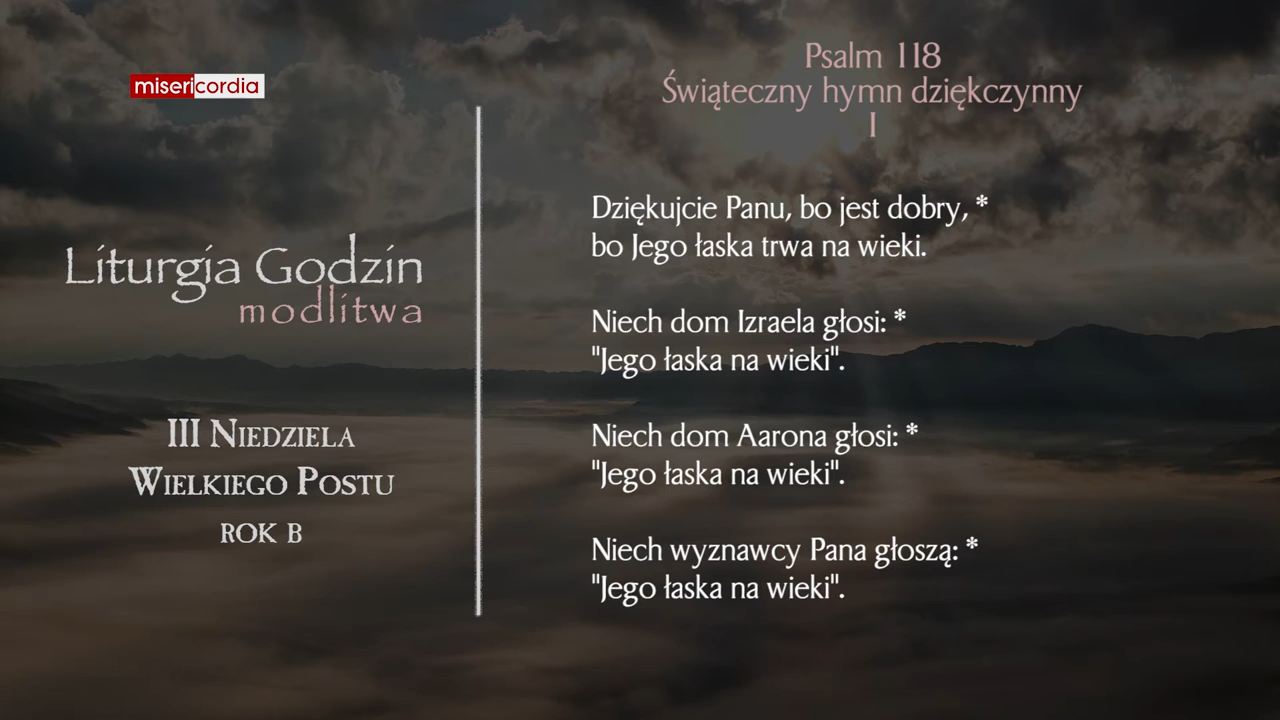 misericordia
Liturgia Godzin
modlitwa
III Niedziela
Wielkiego Postu
rok B
Psalm 118
Świąteczny hymn dziękczynny
I
Dziękujcie Panu, bo jest dobry, *
bo Jego łaska trwa na wieki.
Niech dom Izraela głosi: *
"Jego łaska na wieki".
Niech dom Aarona głosi: *
"Jego łaska na wieki".
Niech wyznawcy Pana głoszą: *
"Jego łaska na wieki".